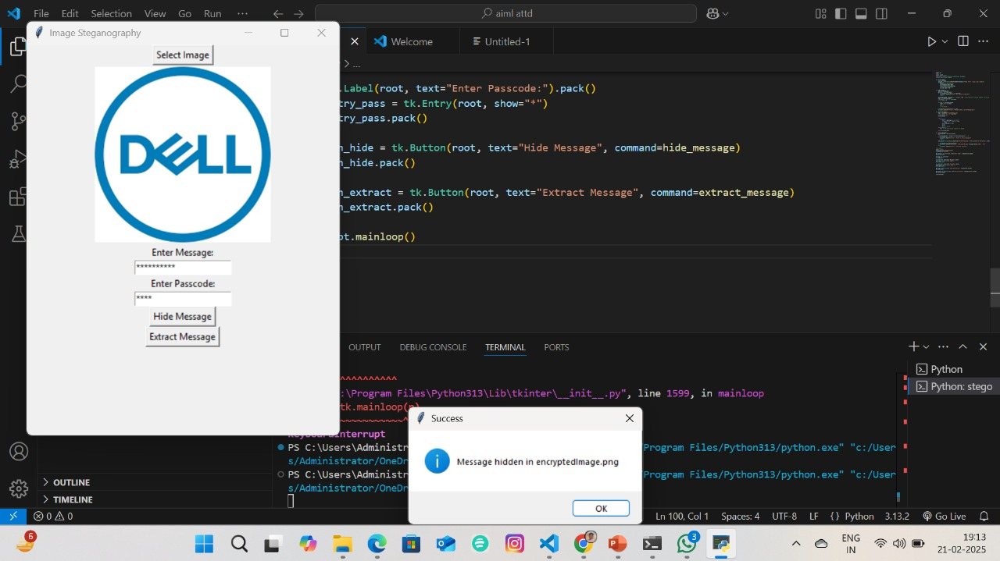 File Edit Selection View Go Run ···
aiml attd
Image Steganography
Select Image
DELL
Enter Message:
**********
Enter Passcode:
****
Hide Message
Extract Message
Welcome
Untitled-1
...
.Label(root, text="Enter Passcode:").pack()
try_pass = tk.Entry(root, show="*")
try_pass.pack()
n_hide = tk.Button(root, text="Hide Message", command=hide_message)
n_hide.pack()
n_extract = tk.Button(root, text="Extract Message", command=extract_message)
n_extract.pack()
ot.mainloop()
OUTPUT DEBUG CONSOLE TERMINAL PORTS
Python
Python: stego
^^^^^^^^^^
:\Program Files\Python313\Lib\tkinter\__init__.py", line 1599, in mainloop
tk.mainloop(n)
~~~~~~~~~~~^
KeyboardInterrupt
PS C:\Users\Administr
Program Files/Python313/python.exe" "c:/User
s/Administrator/OneDr
PS C:\Users\Administr
Program Files/Python313/python.exe" "c:/User
s/Administrator/OneDr
Success
Message hidden in encryptedImage.png
OK
OUTLINE
TIMELINE
0 0
Ln 100, Col 1 Spaces: 4 UTF-8 LF {} Python 3.13.2 Go Live
6
3
ENG
IN
19:13
21-02-2025